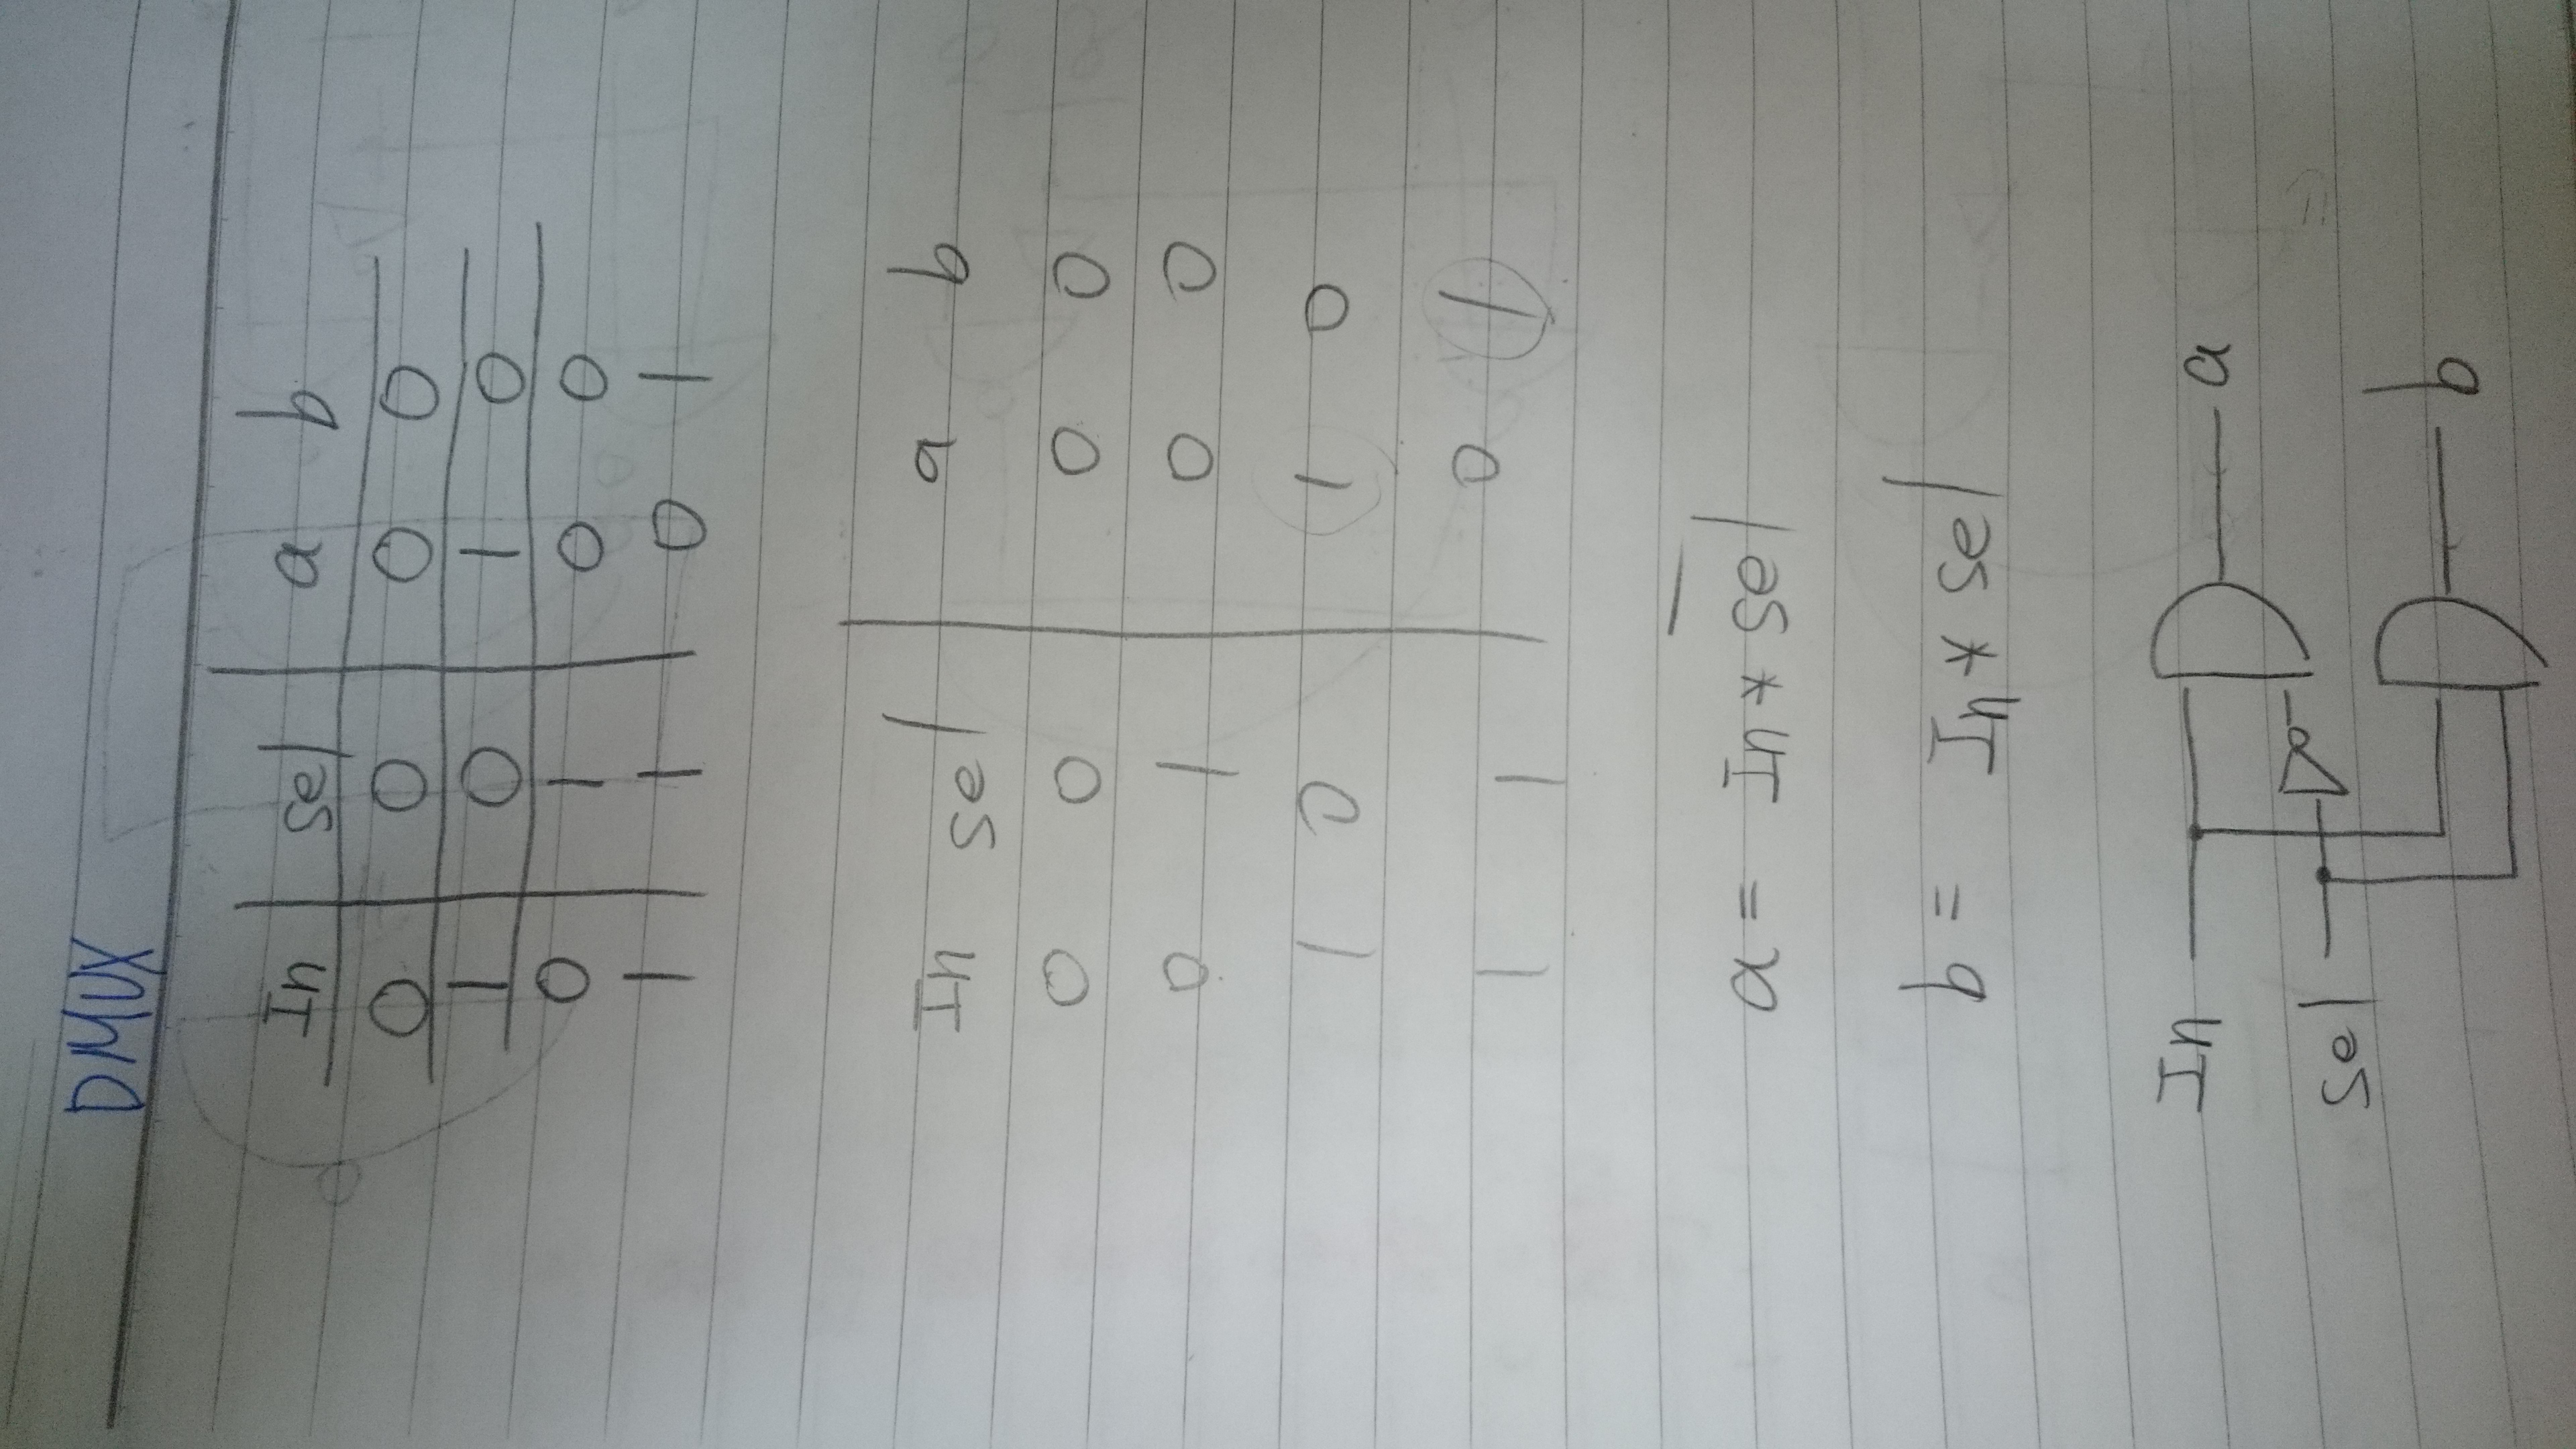 DMUX
In sel a b
0 0 0 0
1 0 1 0
0 1 0 0
1 1 0 1
In sel a b
0 0 0 0
0 1 0 0
1 0 1 0
1 1 0 1
a = In * s̅e̅l̅
b = In * sel
In a
sel b